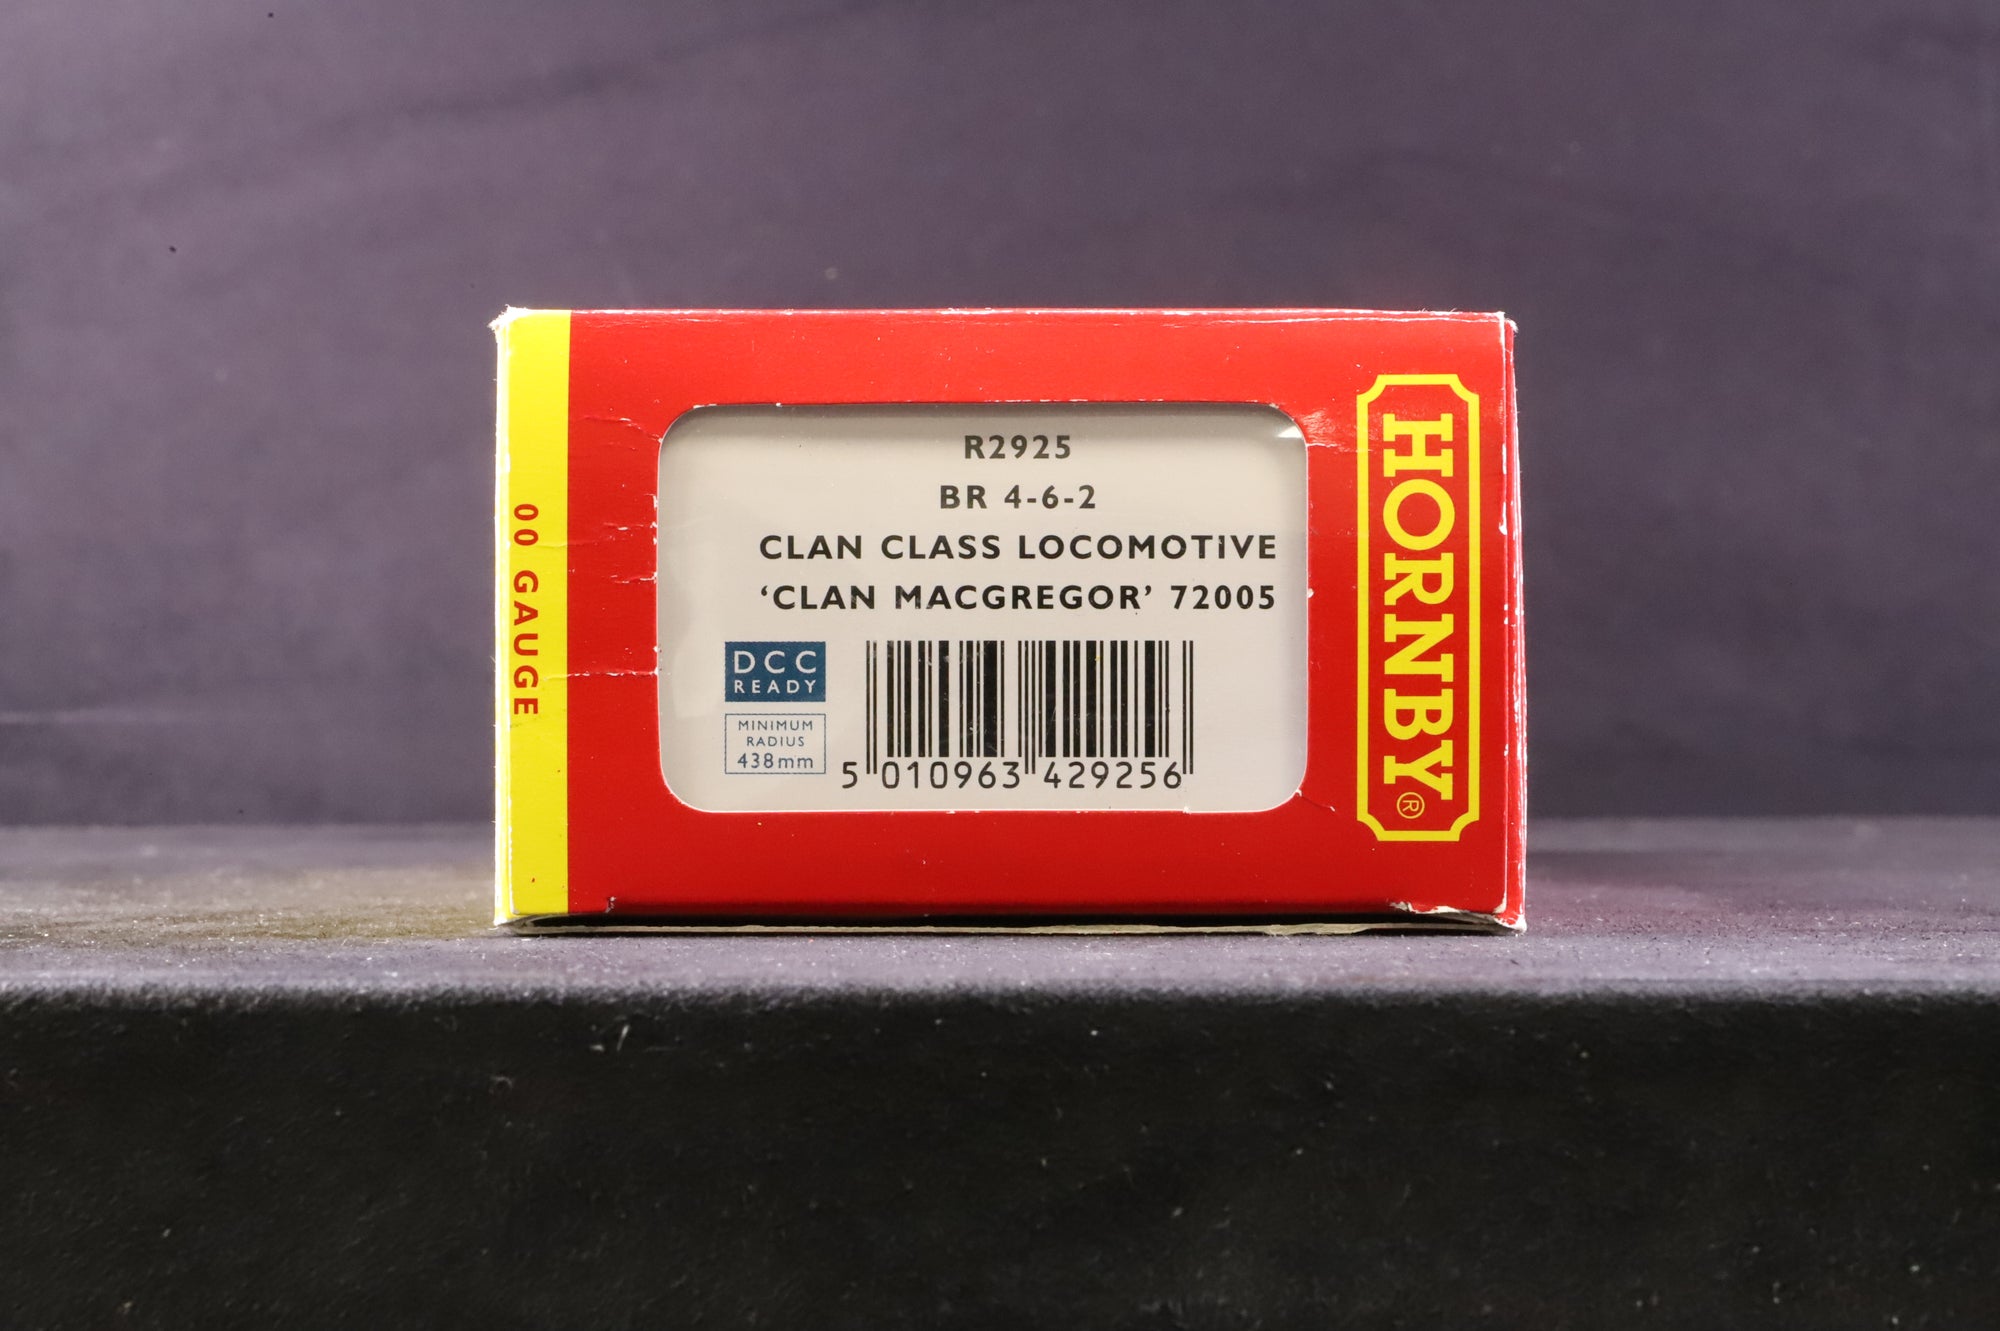 00 GAUGE
R2925
BR 4-6-2
CLAN CLASS LOCOMOTIVE
‘CLAN MACGREGOR’ 72005
DCC
READY
MINIMUM
RADIUS
438mm
5 010963 429256
HORNBY®